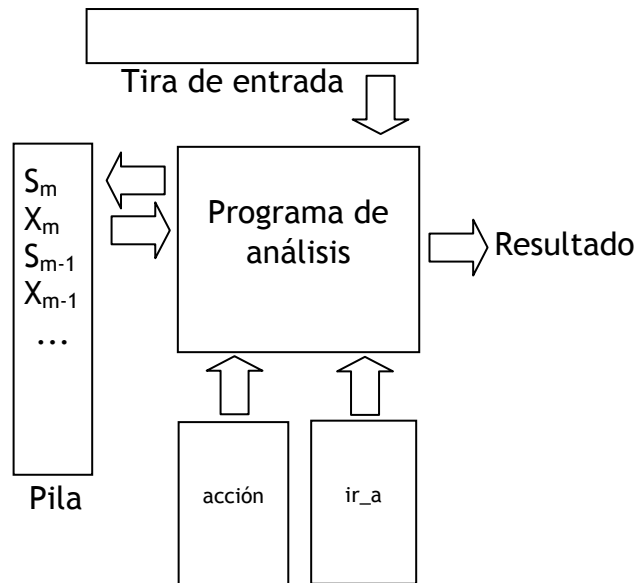 Tira de entrada
Sm
Xm
Sm-1
Xm-1
...
Programa de
análisis
Resultado
Pila
acción
ir_a